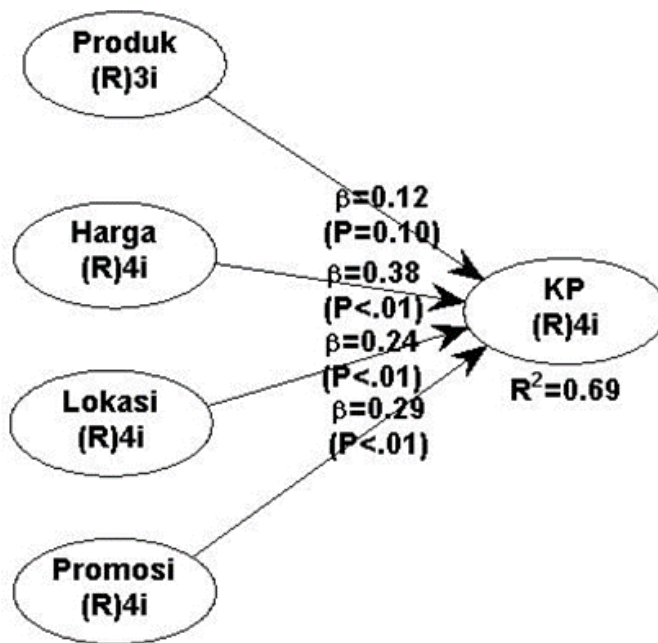 Produk
(R)3i
β=0.12
(P=0.10)
Harga
(R)4i
β=0.38
(P<.01)
KP
(R)4i
R²=0.69
β=0.24
(P<.01)
Lokasi
(R)4i
β=0.29
(P<.01)
Promosi
(R)4i